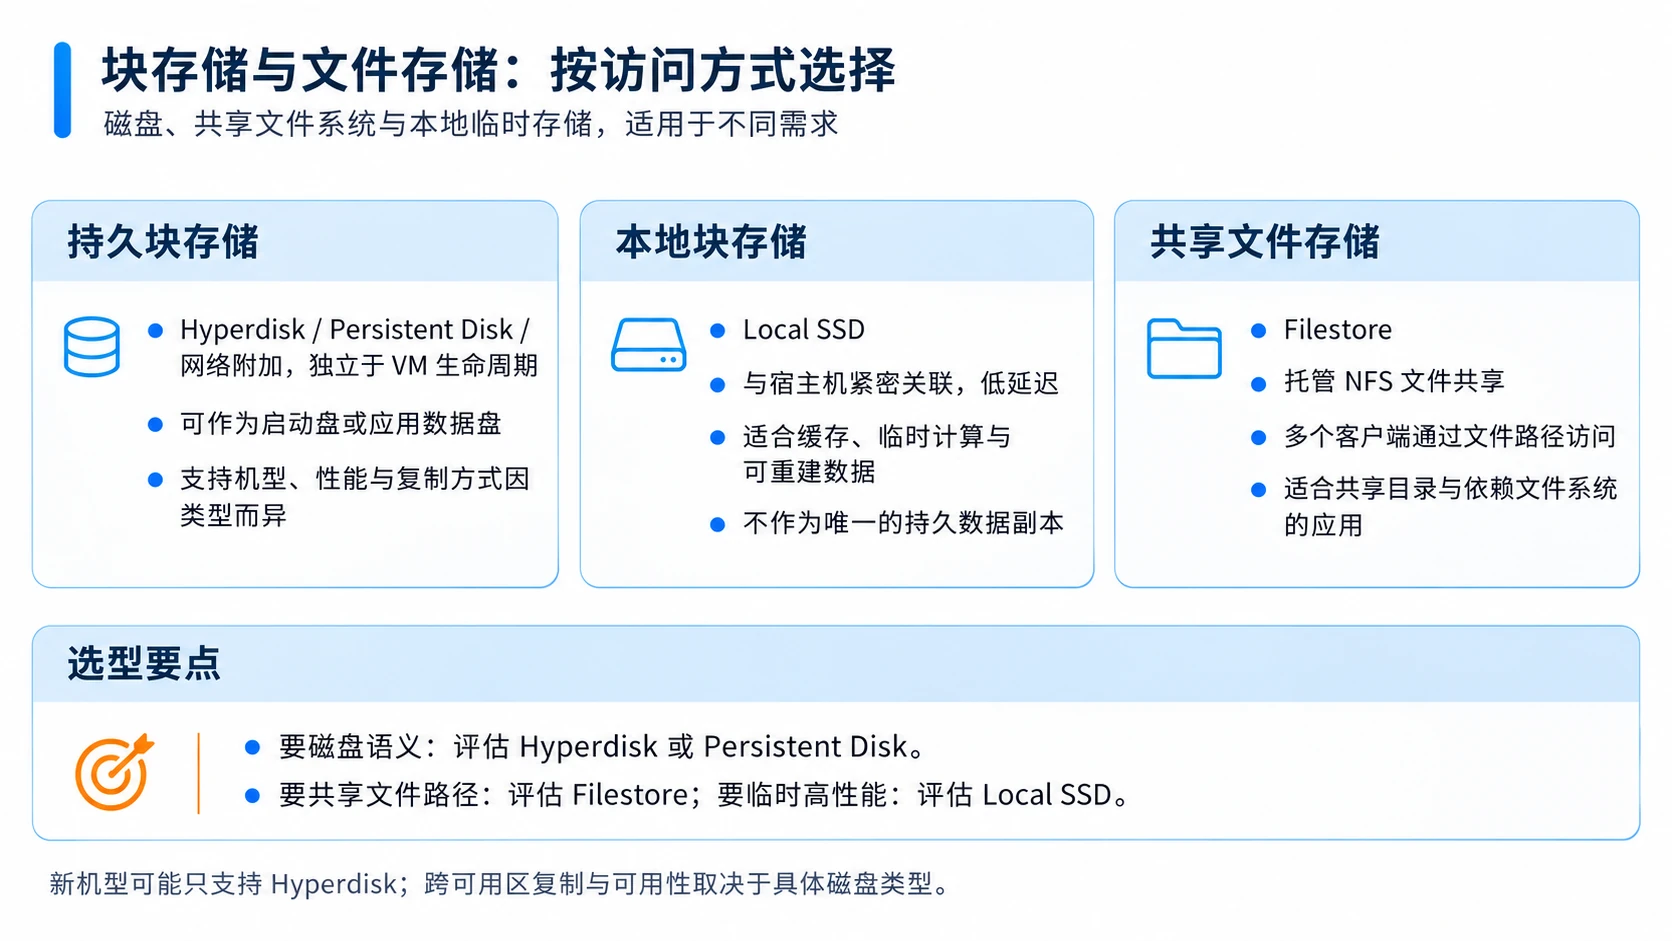 块存储与文件存储：按访问方式选择
磁盘、共享文件系统与本地临时存储，适用于不同需求
持久块存储
Hyperdisk / Persistent Disk /
网络附加，独立于 VM 生命周期
可作为启动盘或应用数据盘
支持机型、性能与复制方式因
类型而异
本地块存储
Local SSD
与宿主机紧密关联，低延迟
适合缓存、临时计算与
可重建数据
不作为唯一的持久数据副本
共享文件存储
Filestore
托管 NFS 文件共享
多个客户端通过文件路径访问
适合共享目录与依赖文件系统
的应用
选型要点
要磁盘语义：评估 Hyperdisk 或 Persistent Disk。
要共享文件路径：评估 Filestore；要临时高性能：评估 Local SSD。
新机型可能只支持 Hyperdisk；跨可用区复制与可用性取决于具体磁盘类型。